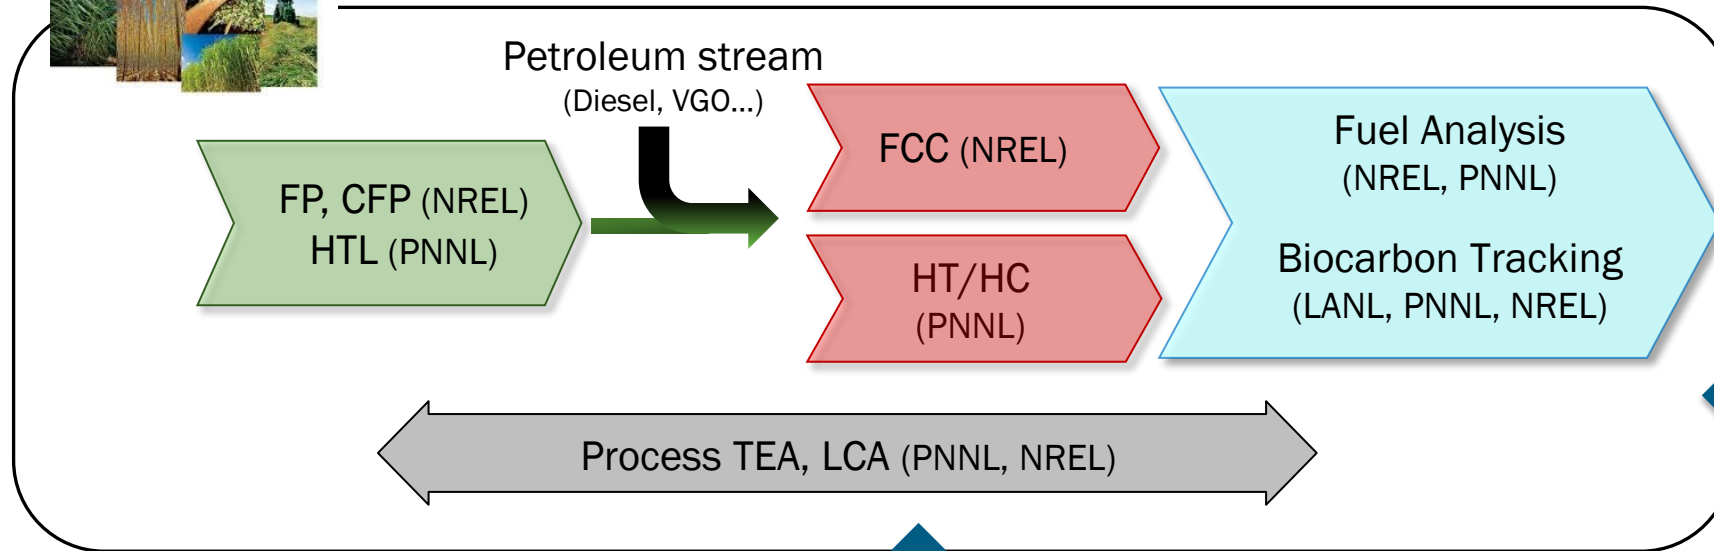 Petroleum stream
(Diesel, VGO...)
FP, CFP (NREL)
HTL (PNNL)
FCC (NREL)
HT/HC
(PNNL)
Fuel Analysis
(NREL, PNNL)
Biocarbon Tracking
(LANL, PNNL, NREL)
Process TEA, LCA (PNNL, NREL)